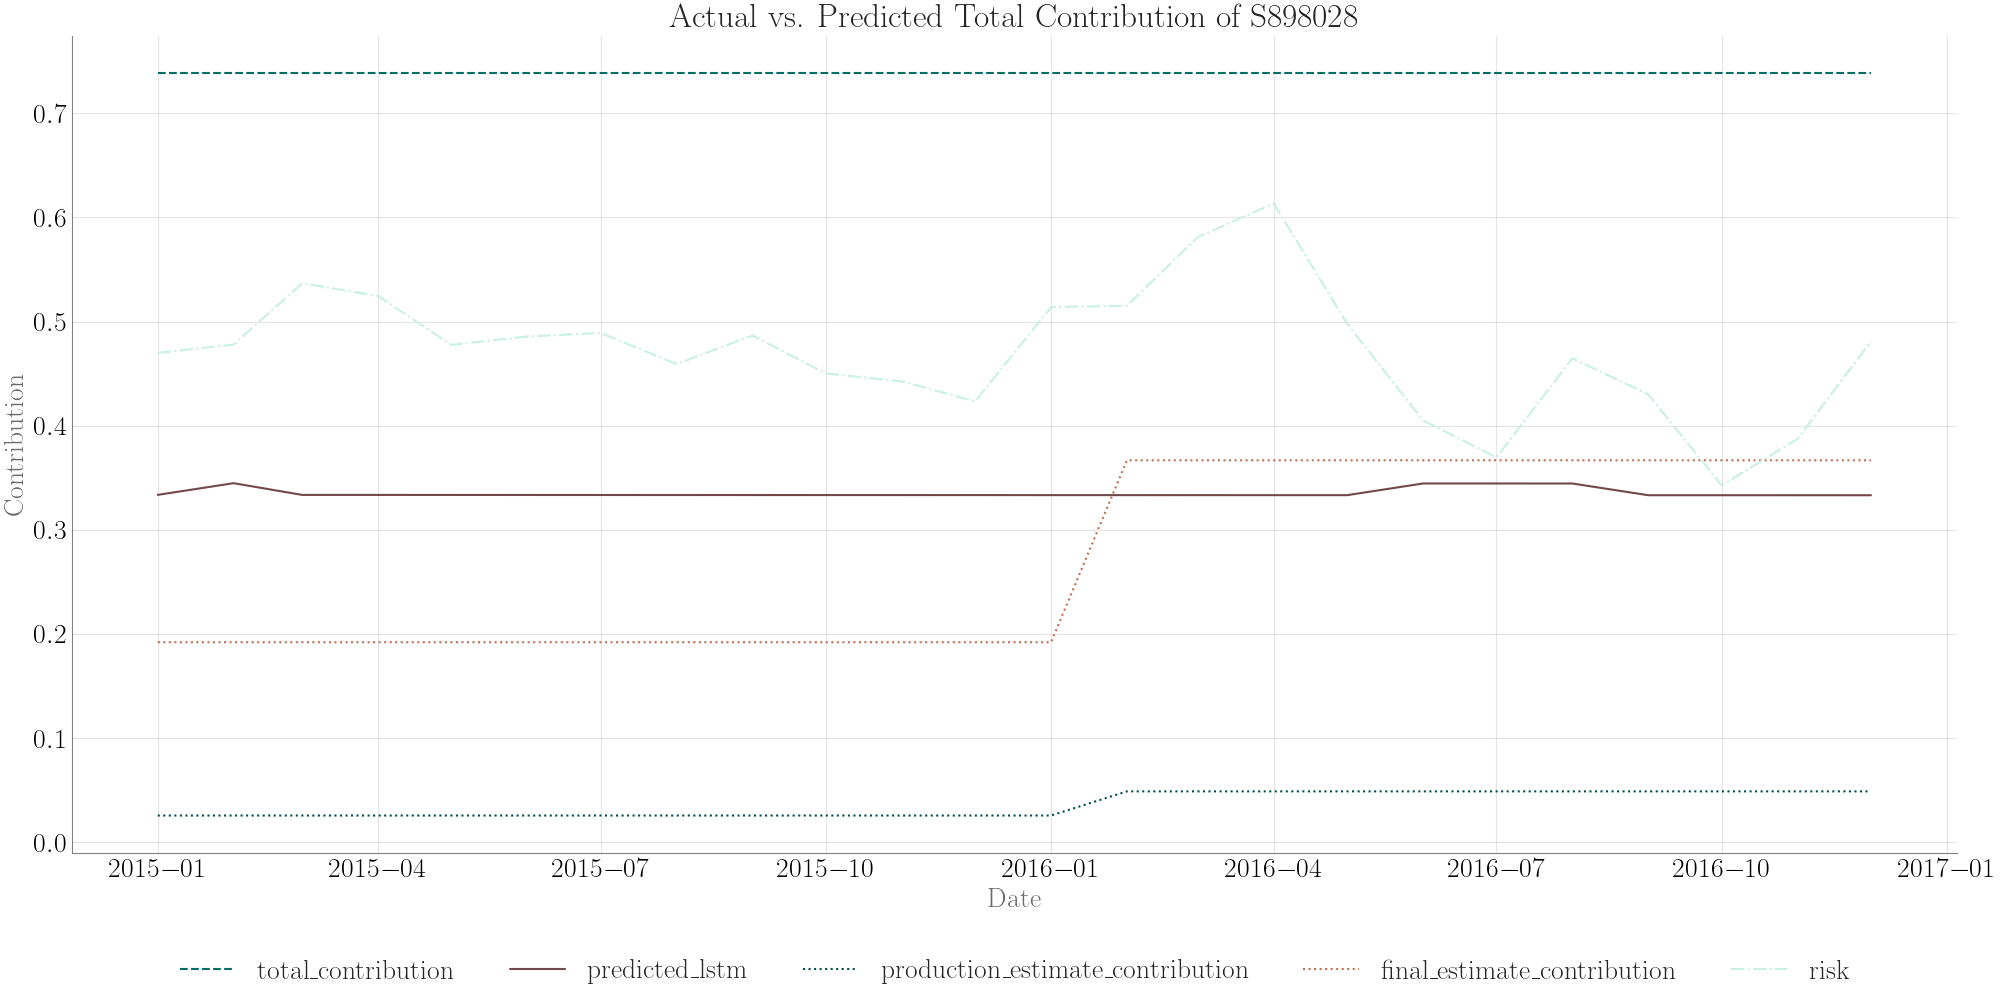 Actual vs. Predicted Total Contribution of S898028
Contribution
0.7
0.6
0.5
0.4
0.3
0.2
0.1
0.0
2015–01 2015–04 2015–07 2015–10 2016–01 2016–04 2016–07 2016–10 2017–01
Date
total_contribution predicted_lstm production_estimate_contribution final_estimate_contribution risk